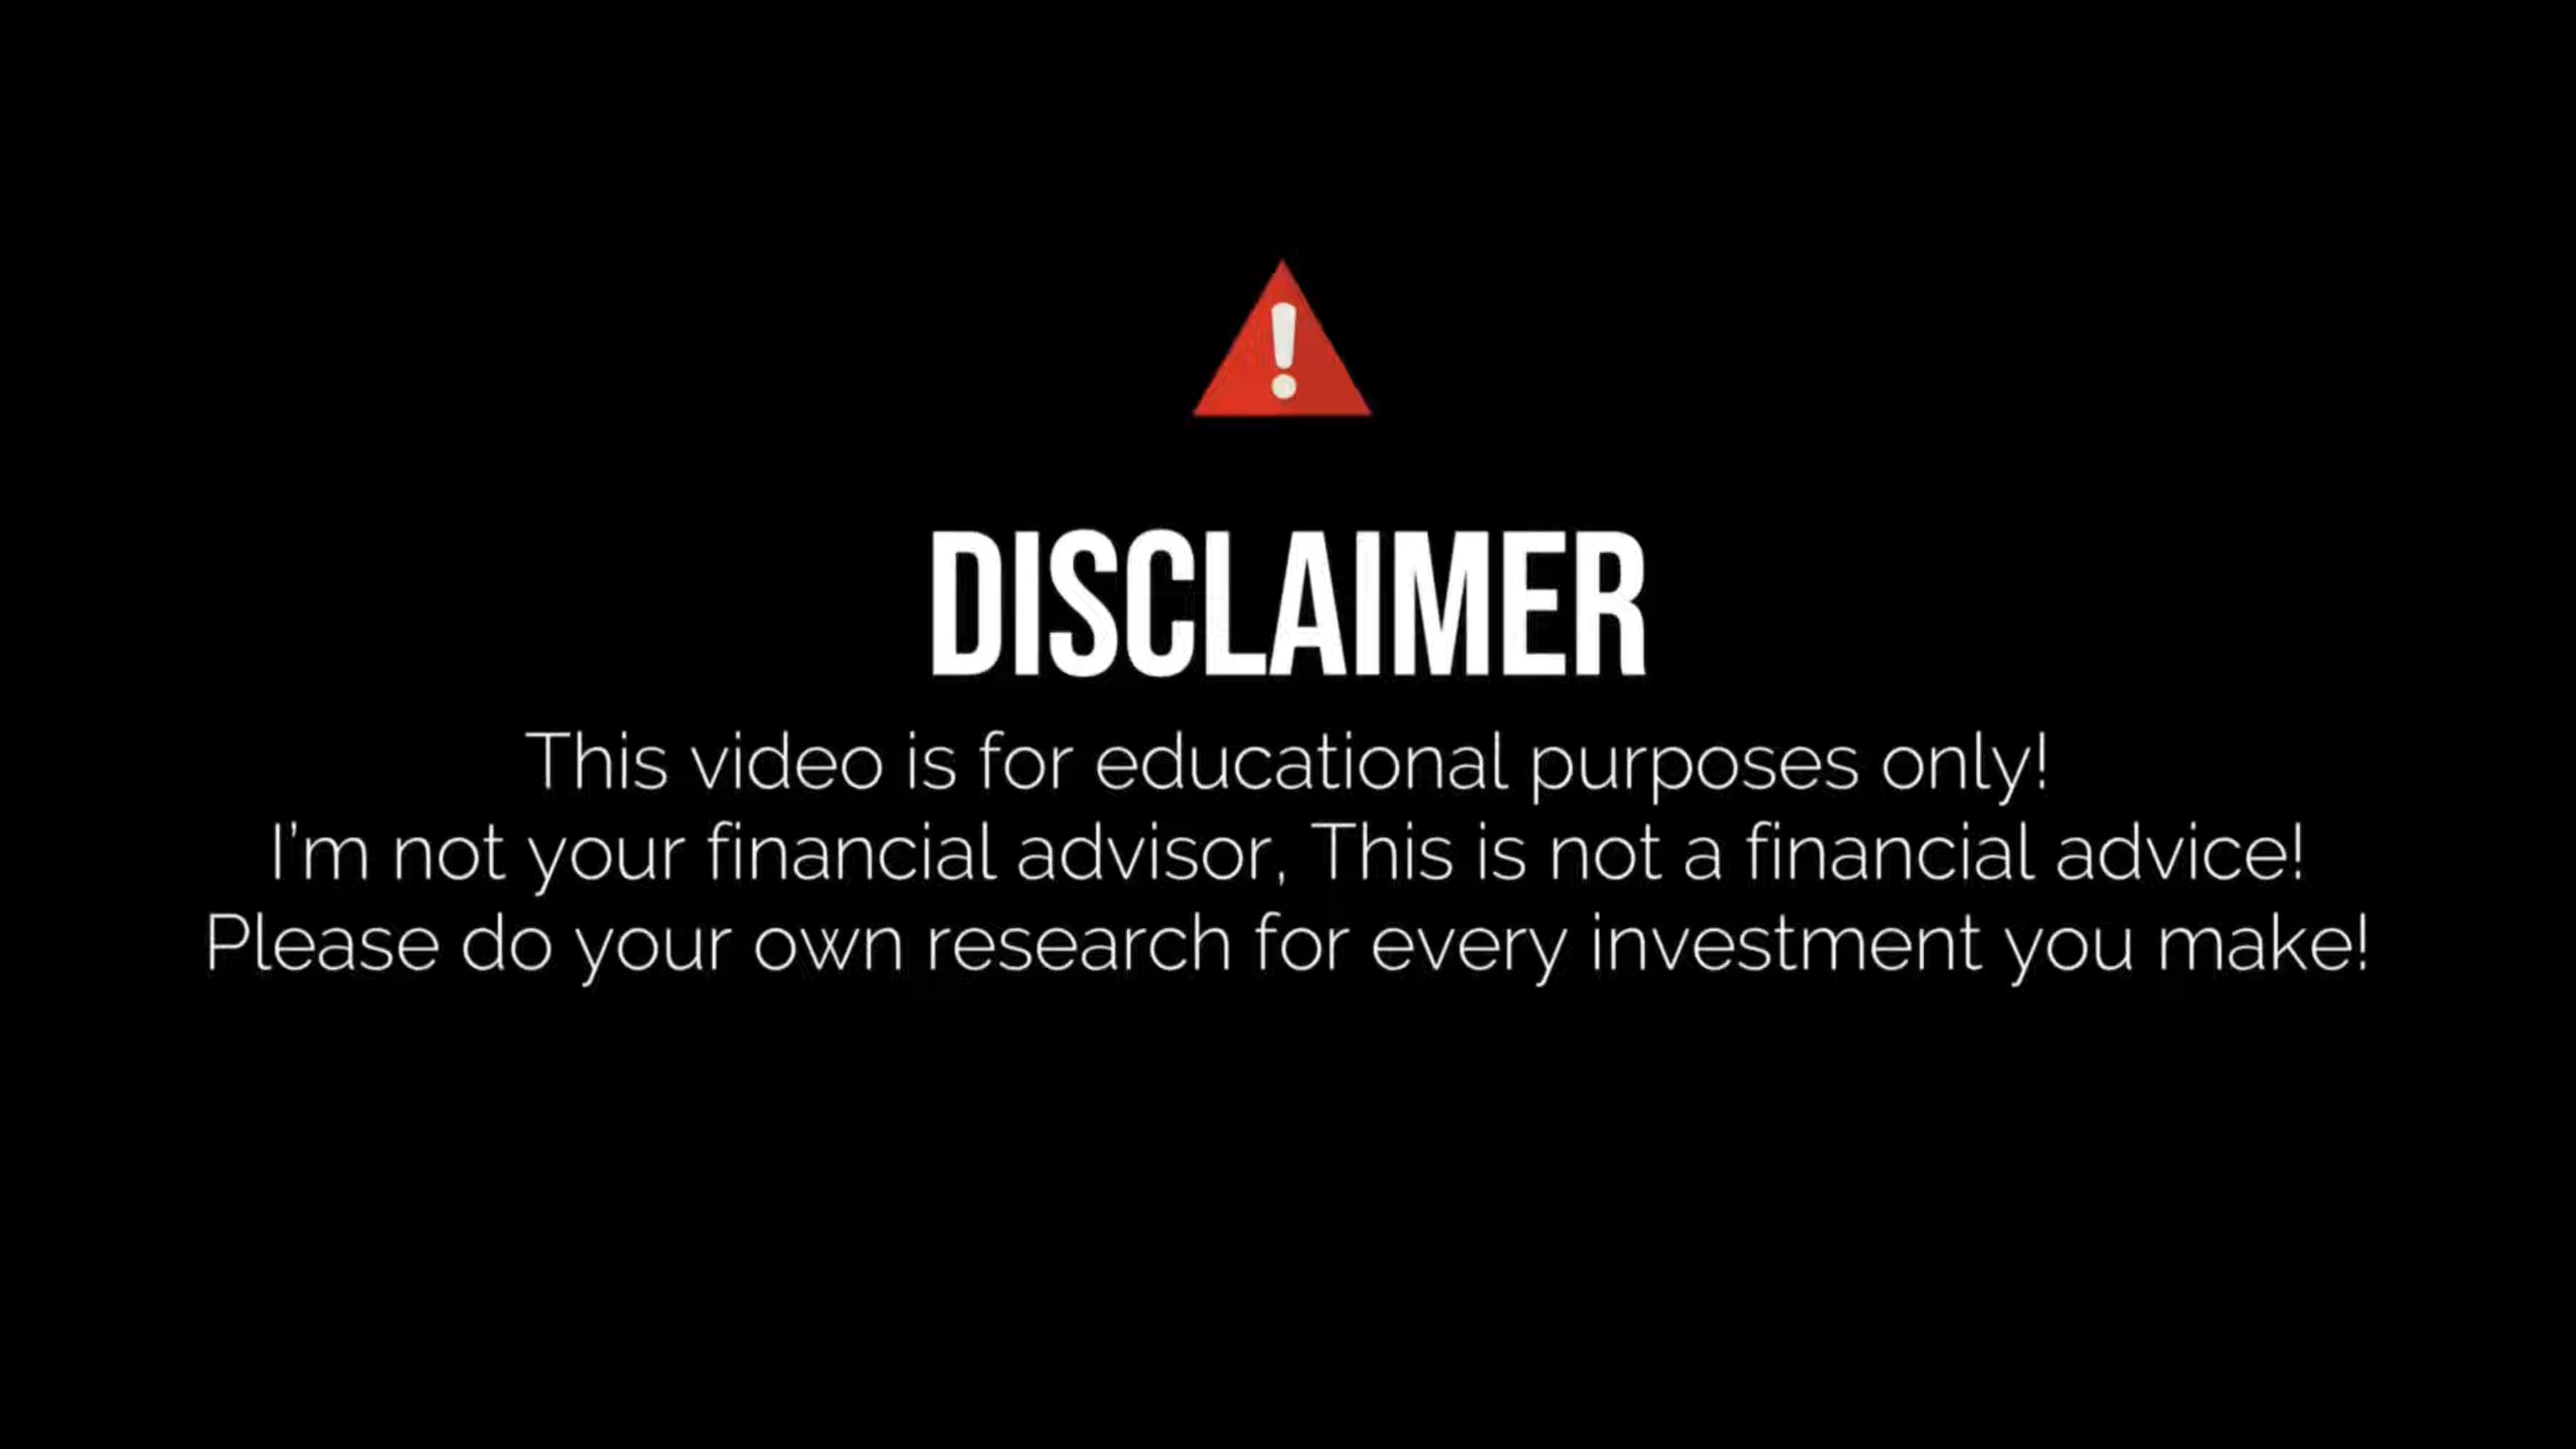 DISCLAIMER
This video is for educational purposes only!
I'm not your financial advisor, This is not a financial advice!
Please do your own research for every investment you make!